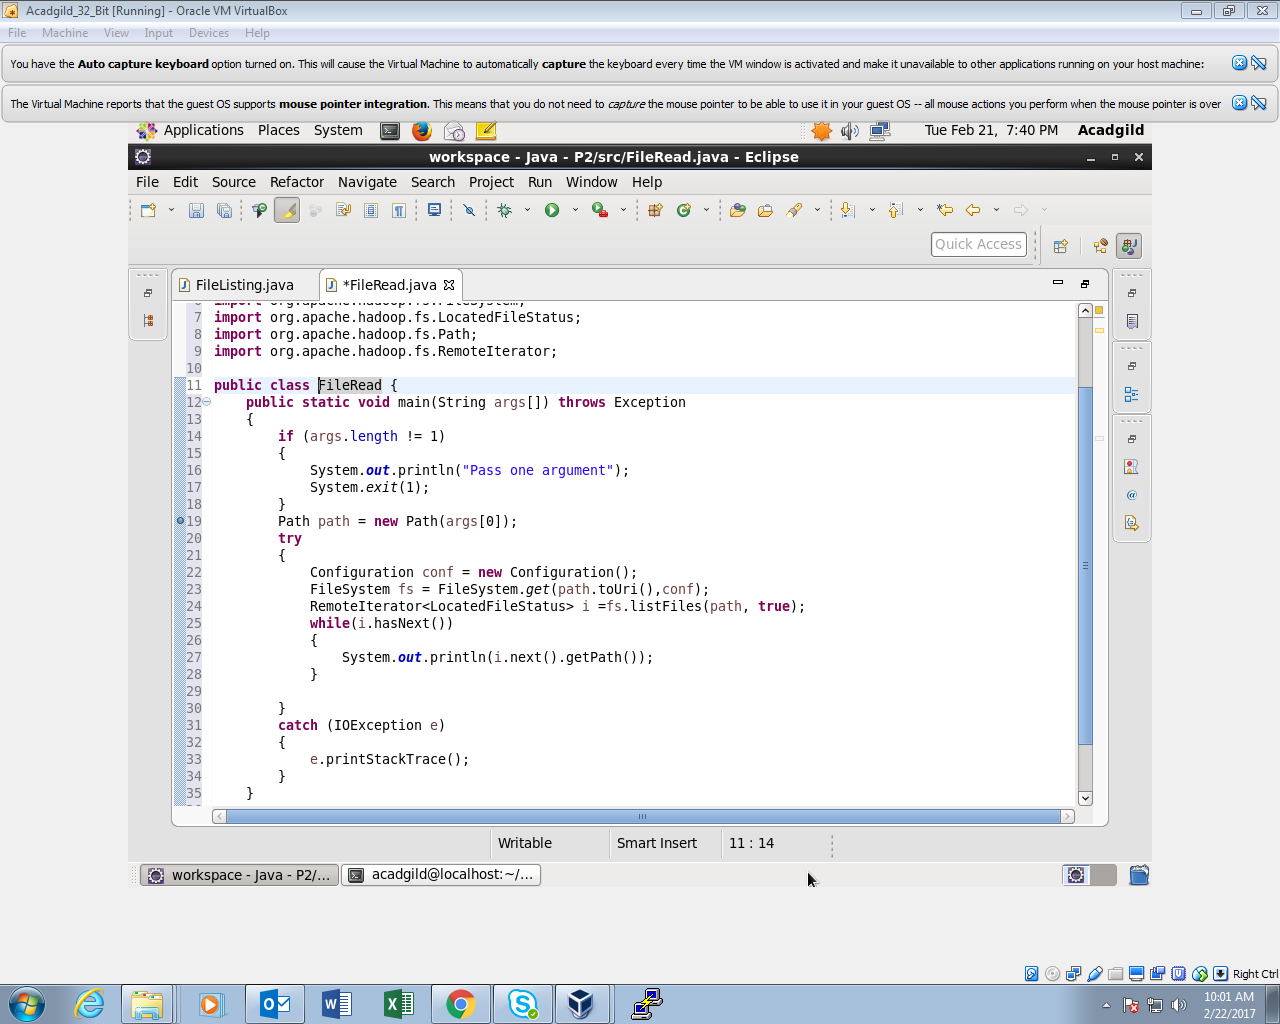 Acadgild_32_Bit [Running] - Oracle VM VirtualBox
File Machine View Input Devices Help
You have the Auto capture keyboard option turned on. This will cause the Virtual Machine to automatically capture the keyboard every time the VM window is activated and make it unavailable to other applications running on your host machine:
The Virtual Machine reports that the guest OS supports mouse pointer integration. This means that you do not need to capture the mouse pointer to be able to use it in your guest OS -- all mouse actions you perform when the mouse pointer is over
Applications Places System Tue Feb 21, 7:40 PM Acadgild
workspace - Java - P2/src/FileRead.java - Eclipse
File Edit Source Refactor Navigate Search Project Run Window Help
Quick Access
FileListing.java *FileRead.java
6 import org.apache.hadoop.fs.FileSystem;
7 import org.apache.hadoop.fs.LocatedFileStatus;
8 import org.apache.hadoop.fs.Path;
9 import org.apache.hadoop.fs.RemoteIterator;
10
11 public class FileRead {
12 public static void main(String args[]) throws Exception
13 {
14 if (args.length != 1)
15 {
16 System.out.println("Pass one argument");
17 System.exit(1);
18 }
19 Path path = new Path(args[0]);
20 try
21 {
22 Configuration conf = new Configuration();
23 FileSystem fs = FileSystem.get(path.toUri(),conf);
24 RemoteIterator<LocatedFileStatus> i =fs.listFiles(path, true);
25 while(i.hasNext())
26 {
27 System.out.println(i.next().getPath());
28 }
29
30 }
31 catch (IOException e)
32 {
33 e.printStackTrace();
34 }
35 }
Writable Smart Insert 11 : 14
workspace - Java - P2/... acadgild@localhost:~/...
Right Ctrl
10:01 AM
2/22/2017